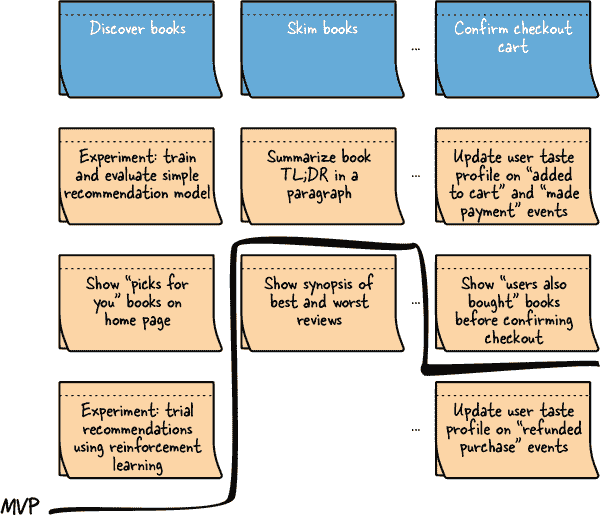 Discover books
Skim books
...
Confirm checkout
cart
Experiment: train
and evaluate simple
recommendation model
Summarize book
TL;DR in a
paragraph
...
Update user taste
profile on "added
to cart" and "made
payment" events
Show "picks for
you" books on
home page
Show synopsis of
best and worst
reviews
...
Show "users also
bought" books
before confirming
checkout
Experiment: trial
recommendations
using reinforcement
learning
...
Update user taste
profile on "refunded
purchase" events
MVP